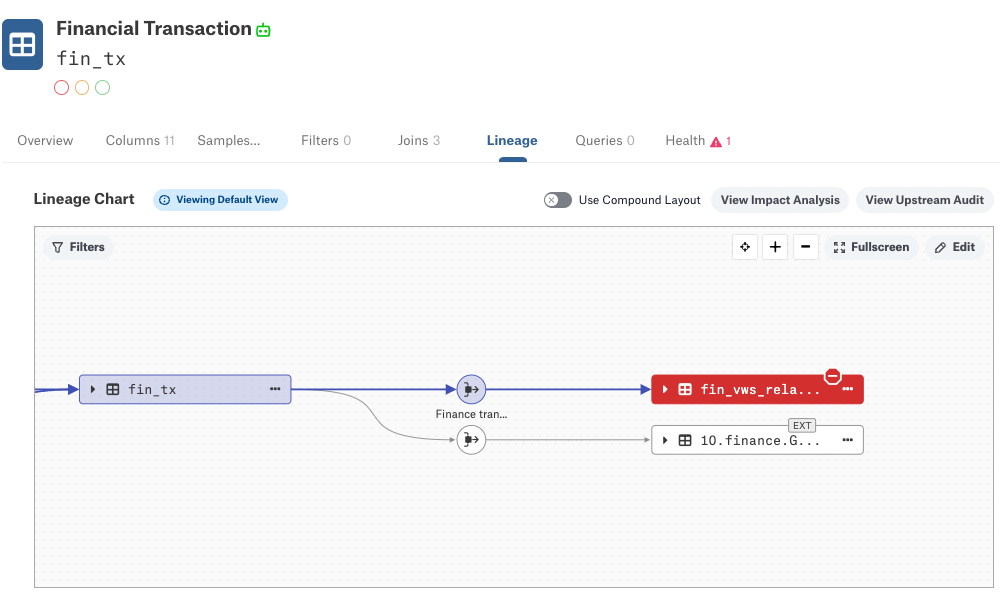 Financial Transaction
fin_tx
Overview Columns 11 Samples... Filters 0 Joins 3 Lineage Queries 0 Health 1
Lineage Chart Viewing Default View Use Compound Layout View Impact Analysis View Upstream Audit
Filters Fullscreen Edit
fin_tx fin_vws_rela...
Finance tran...
EXT
10.finance.G...